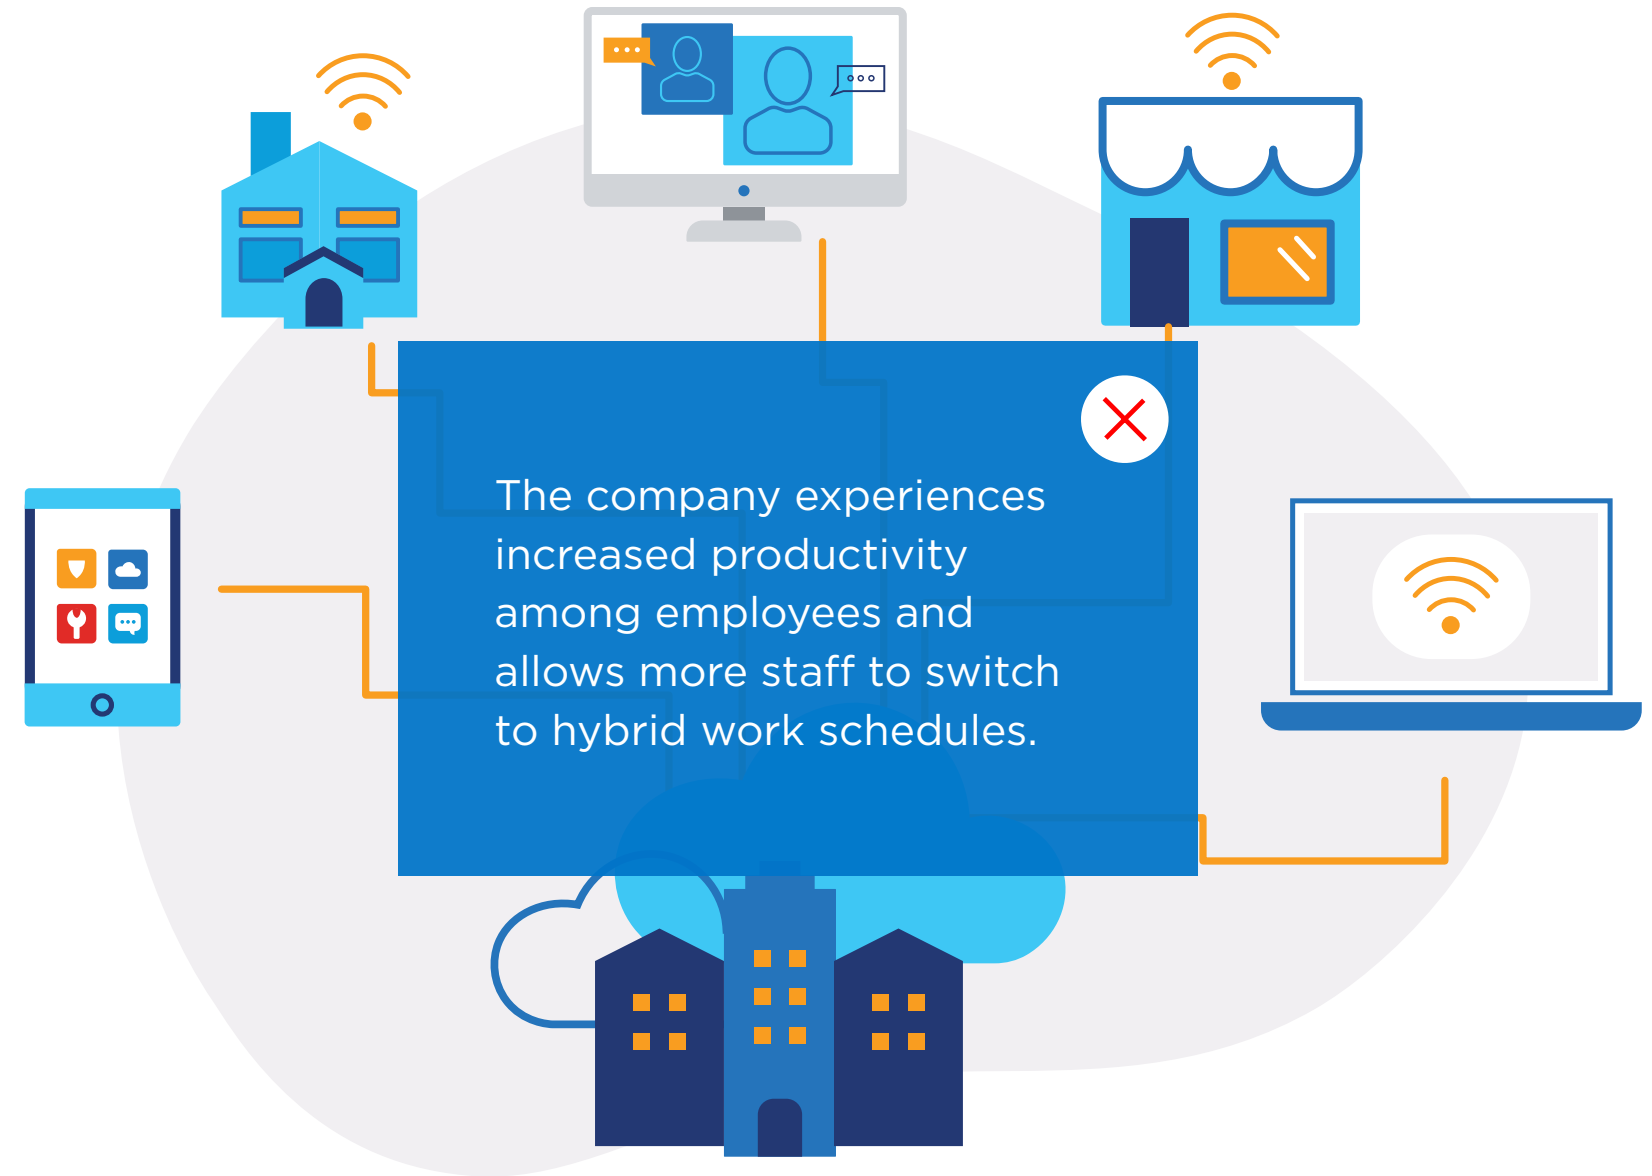 The company experiences
increased productivity
among employees and
allows more staff to switch
to hybrid work schedules.